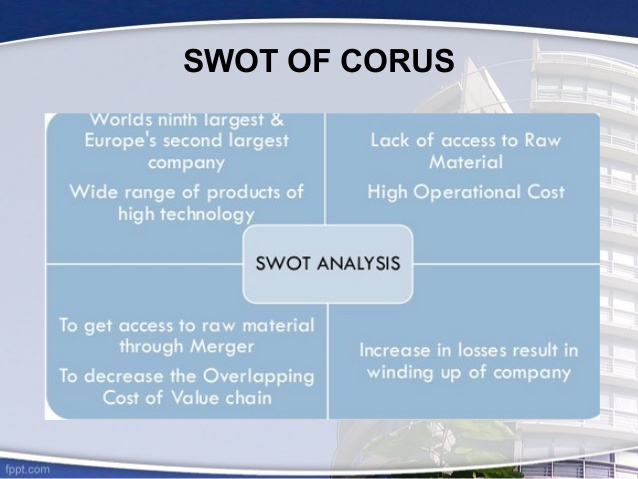 SWOT OF CORUS
Worlds ninth largest &
Europe's second largest
company
Wide range of products of
high technology
Lack of access to Raw
Material
High Operational Cost
SWOT ANALYSIS
To get access to raw material
through Merger
To decrease the Overlapping
Cost of Value chain
Increase in losses result in
winding up of company
fppt.com